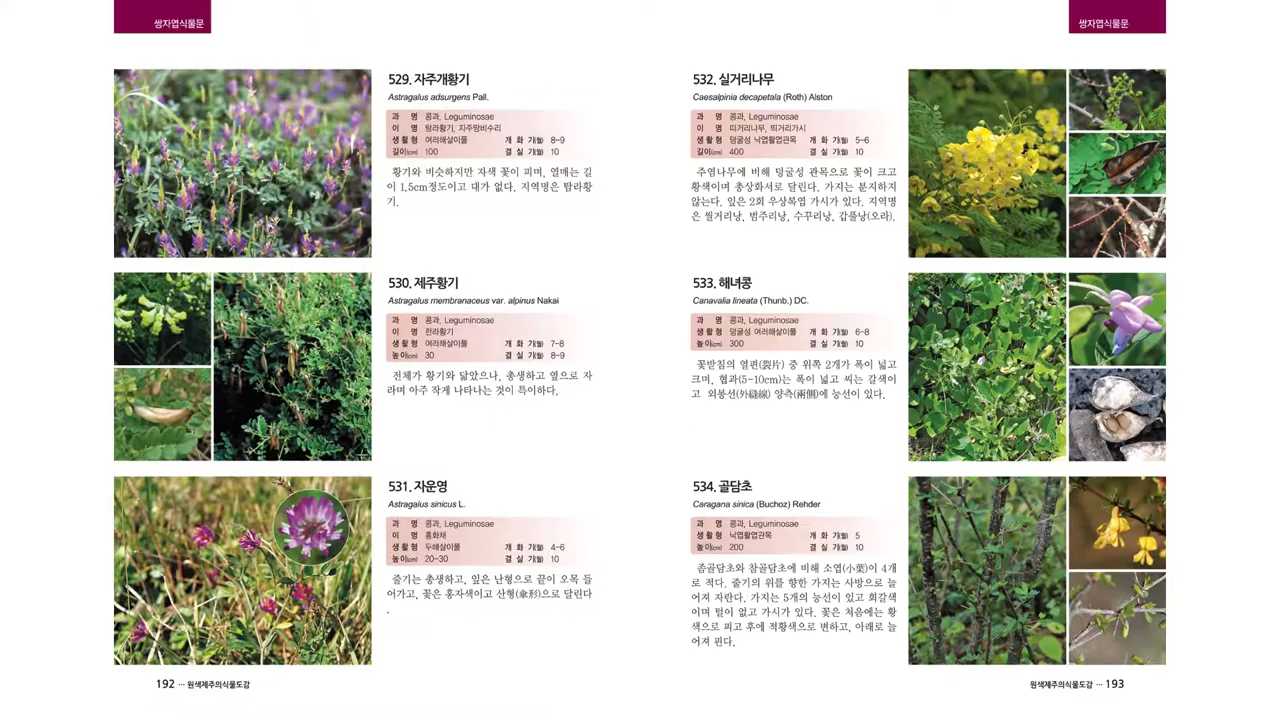 쌍자엽식물문
529. 자주개황기
Astragalus adsurgens Pall.
과 명 콩과, Leguminosae
이 명 탐라황기, 자주땅비수리
생 활 형 여러해살이풀 개 화 기(월) 8-9
길이(cm) 100 결 실 기(월) 10
황기와 비슷하지만 자색 꽃이 피며, 열매는 길
이 1.5cm정도이고 대가 없다. 지역명은 탐라황
기.
530. 제주황기
Astragalus membranaceus var. alpinus Nakai
과 명 콩과, Leguminosae
이 명 한라황기
생 활 형 여러해살이풀 개 화 기(월) 7-8
높이(cm) 30 결 실 기(월) 8-9
전체가 황기와 닮았으나, 총생하고 옆으로 자
라며 아주 작게 나타나는 것이 특이하다.
531. 자운영
Astragalus sinicus L.
과 명 콩과, Leguminosae
이 명 홍화채
생 활 형 두해살이풀 개 화 기(월) 4-6
높이(cm) 20-30 결 실 기(월) 10
줄기는 총생하고, 잎은 난형으로 끝이 오목 들
어가고, 꽃은 홍자색이고 산형(傘形)으로 달린다
.
192 ··· 원색제주의식물도감
쌍자엽식물문
532. 실거리나무
Caesalpinia decapetala (Roth) Alston
과 명 콩과, Leguminosae
이 명 피거리나무, 띄거리가시
생 활 형 덩굴성 낙엽활엽관목 개 화 기(월) 5-6
길이(cm) 400 결 실 기(월) 10
주염나무에 비해 덩굴성 관목으로 꽃이 크고
황색이며 총상화서로 달린다. 가지는 분지하지
않는다. 잎은 2회 우상복엽 가시가 있다. 지역명
은 씰거리낭, 범주리낭, 수꾸리낭, 갑풀낭(오라).
533. 해녀콩
Canavalia lineata (Thunb.) DC.
과 명 콩과, Leguminosae
생 활 형 덩굴성 여러해살이풀 개 화 기(월) 6-8
높이(cm) 300 결 실 기(월) 10
꽃받침의 열편(裂片) 중 위쪽 2개가 폭이 넓고
크며, 협과(5-10cm)는 폭이 넓고 씨는 갈색이
고 외봉선(外縫線) 양측(兩側)에 능선이 있다.
534. 골담초
Caragana sinica (Buchoz) Rehder
과 명 콩과, Leguminosae
생 활 형 낙엽활엽관목 개 화 기(월) 5
높이(cm) 200 결 실 기(월) 10
좀골담초와 참골담초에 비해 소엽(小葉)이 4개
로 적다. 줄기의 위를 향한 가지는 사방으로 늘
어져 자란다. 가지는 5개의 능선이 있고 회갈색
이며 털이 없고 가시가 있다. 꽃은 처음에는 황
색으로 피고 후에 적황색으로 변하고, 아래로 늘
어져 핀다.
원색제주의식물도감 ··· 193